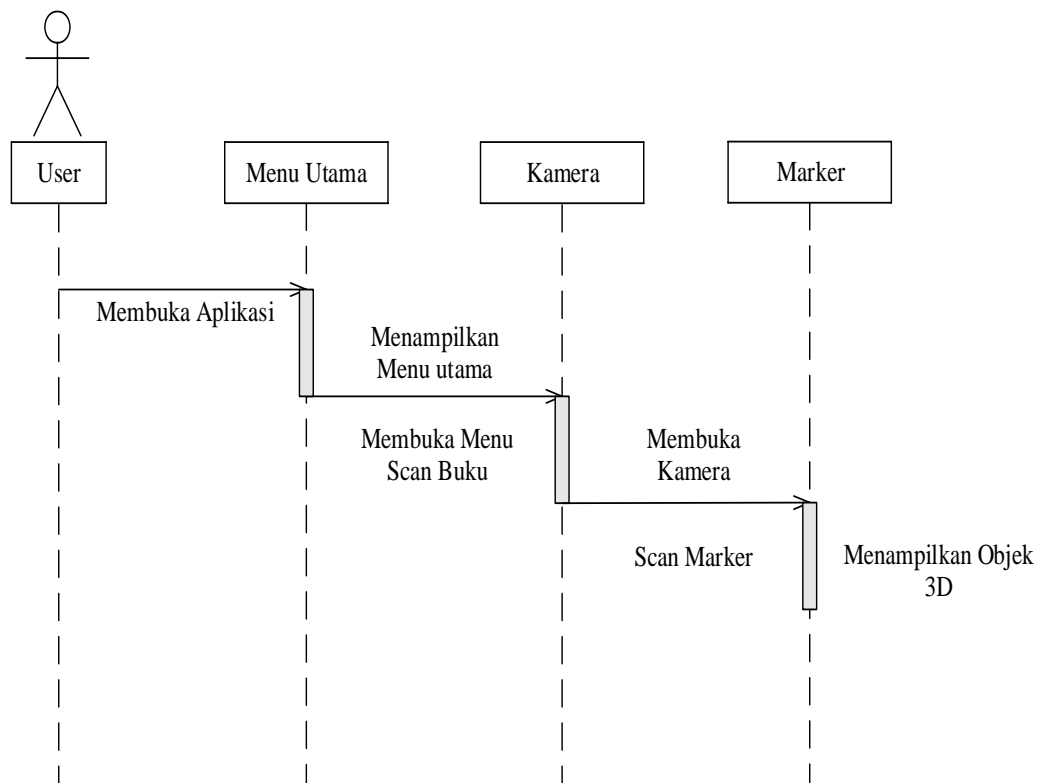 User
Menu Utama
Kamera
Marker
Membuka Aplikasi
Menampilkan
Menu utama
Membuka Menu
Scan Buku
Membuka
Kamera
Scan Marker
Menampilkan Objek
3D